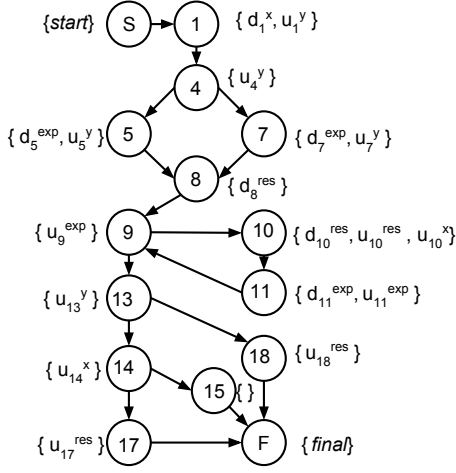 {start} S 1 { d₁ˣ, u₁ʸ }
4 { u₄ʸ }
{ d₅ᵉˣᵖ, u₅ʸ } 5 7 { d₇ᵉˣᵖ, u₇ʸ }
8 { d₈ʳᵉˢ }
{ u₉ᵉˣᵖ } 9 10 { d₁₀ʳᵉˢ, u₁₀ʳᵉˢ , u₁₀ˣ}
11 { d₁₁ᵉˣᵖ, u₁₁ᵉˣᵖ }
{ u₁₃ʸ } 13
18 { u₁₈ʳᵉˢ }
{ u₁₄ˣ } 14
15 { }
{ u₁₇ʳᵉˢ } 17 F { final }